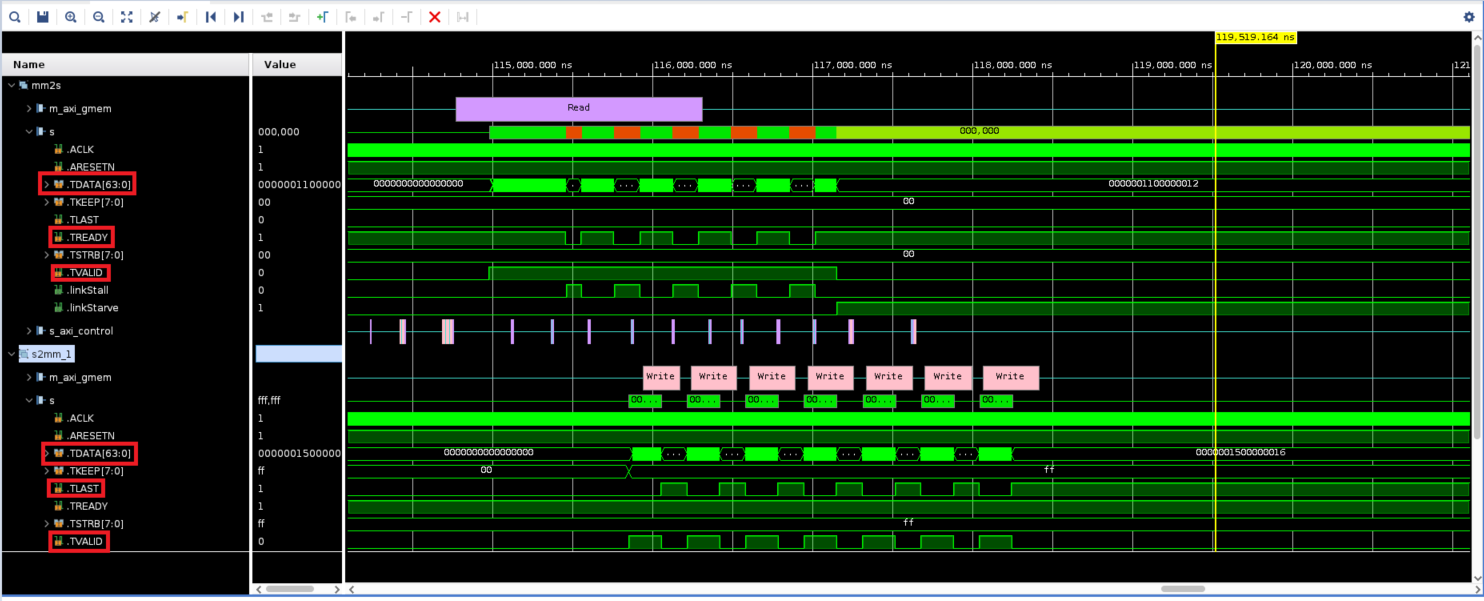 119,519.164 ns
Name Value
115,000.000 ns 116,000.000 ns 117,000.000 ns 118,000.000 ns 119,000.000 ns 120,000.000 ns 121
mm2s
m_axi_gmem Read
s 000,000 000,000
.ACLK 1
.ARESETN 1
.TDATA[63:0] 0000001100000 0000000000000000 ... ... ... ... 0000001100000012
.TKEEP[7:0] 00 00
.TLAST 0
.TREADY 1
.TSTRB[7:0] 00 00
.TVALID 0
.linkStall 0
.linkStarve 1
s_axi_control
s2mm_1
m_axi_gmem Write Write Write Write Write Write Write
s fff,fff 00... 00... 00... 00... 00... 00... 00...
.ACLK 1
.ARESETN 1
.TDATA[63:0] 0000001500000 0000000000000000 ... ... ... ... ... ... 0000001500000016
.TKEEP[7:0] ff 00 ff
.TLAST 1
.TREADY 1
.TSTRB[7:0] ff ff
.TVALID 0